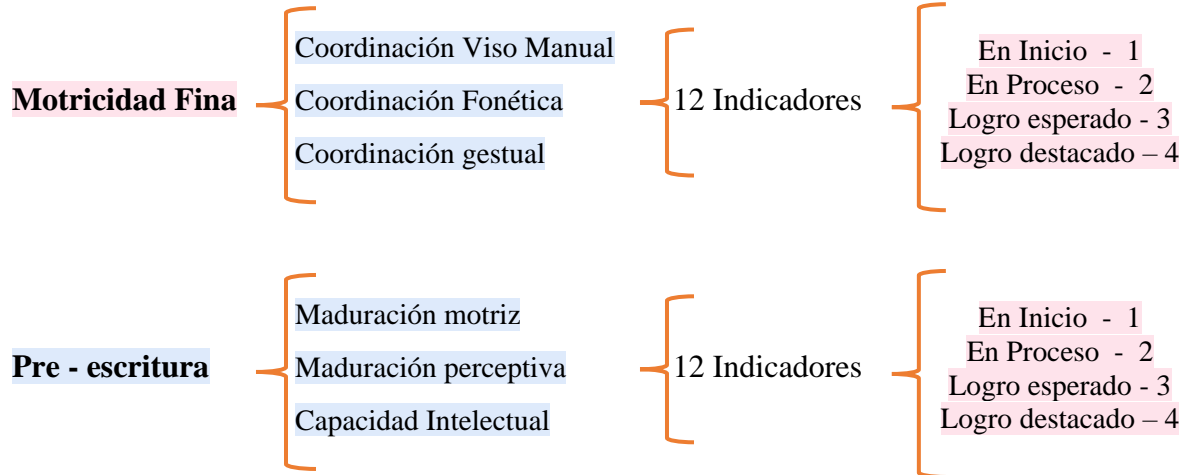 Motricidad Fina
Coordinación Viso Manual
Coordinación Fonética
Coordinación gestual
12 Indicadores
En Inicio - 1
En Proceso - 2
Logro esperado - 3
Logro destacado – 4
Pre - escritura
Maduración motriz
Maduración perceptiva
Capacidad Intelectual
12 Indicadores
En Inicio - 1
En Proceso - 2
Logro esperado - 3
Logro destacado – 4